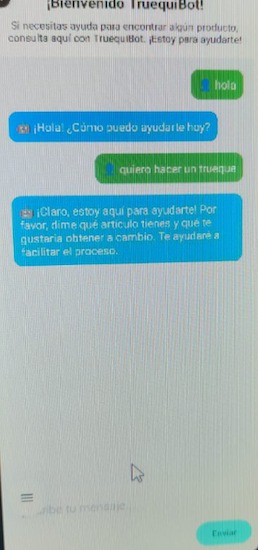 ¡Bienvenido TruequiBot!
Si necesitas ayuda para encontrar algún producto,
consulta aquí con TruequiBot. ¡Estoy para ayudarte!
hola
¡Hola! ¿Cómo puedo ayudarte hoy?
quiero hacer un trueque
¡Claro, estoy aquí para ayudarte! Por
favor, dime qué artículo tienes y qué te
gustaría obtener a cambio. Te ayudaré a
facilitar el proceso.
tu mensaje
Enviar